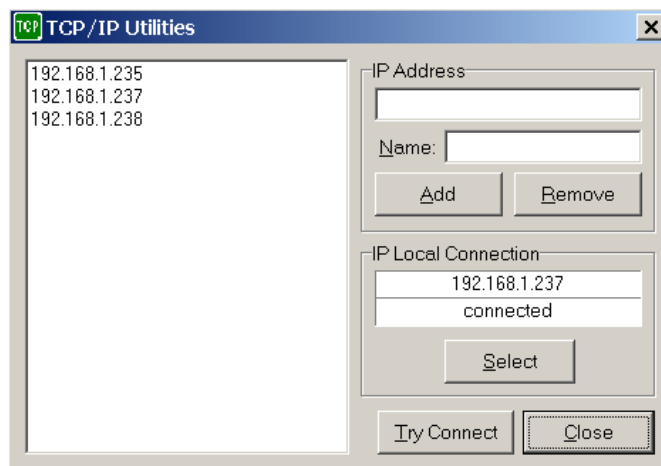 TCP TCP/IP Utilities
192.168.1.235
192.168.1.237
192.168.1.238
IP Address
Name:
Add Remove
IP Local Connection
192.168.1.237
connected
Select
Try Connect Close